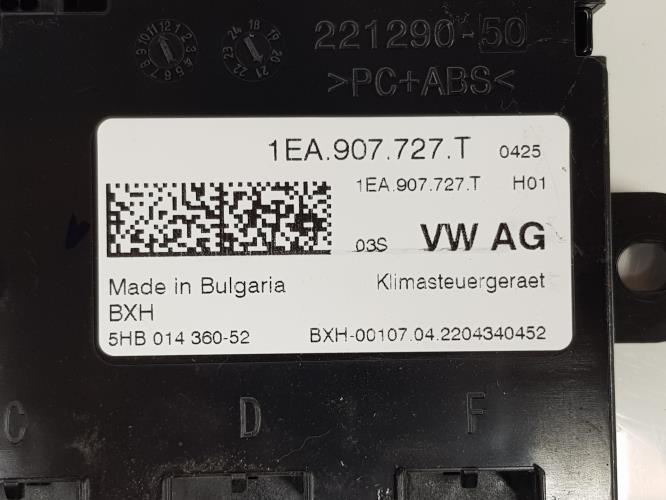 221290-50
>PC+ABS<
1EA.907.727.T 0425
1EA.907.727.T H01
03S VW AG
Made in Bulgaria Klimasteuergeraet
BXH
5HB 014 360-52 BXH-00107.04.2204340452
C D F